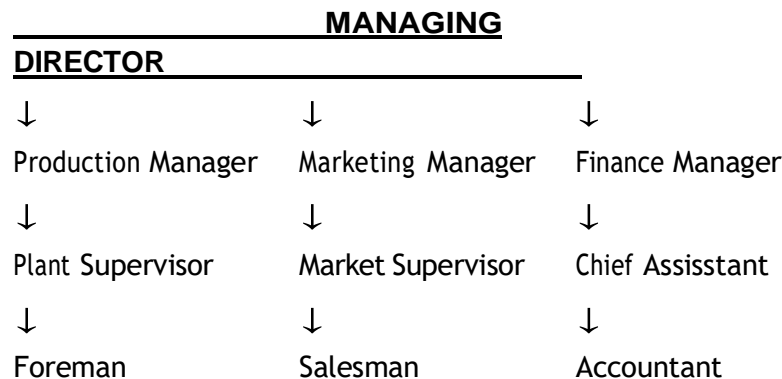 MANAGING
DIRECTOR
↓ ↓ ↓
Production Manager Marketing Manager Finance Manager
↓ ↓ ↓
Plant Supervisor Market Supervisor Chief Assisstant
↓ ↓ ↓
Foreman Salesman Accountant